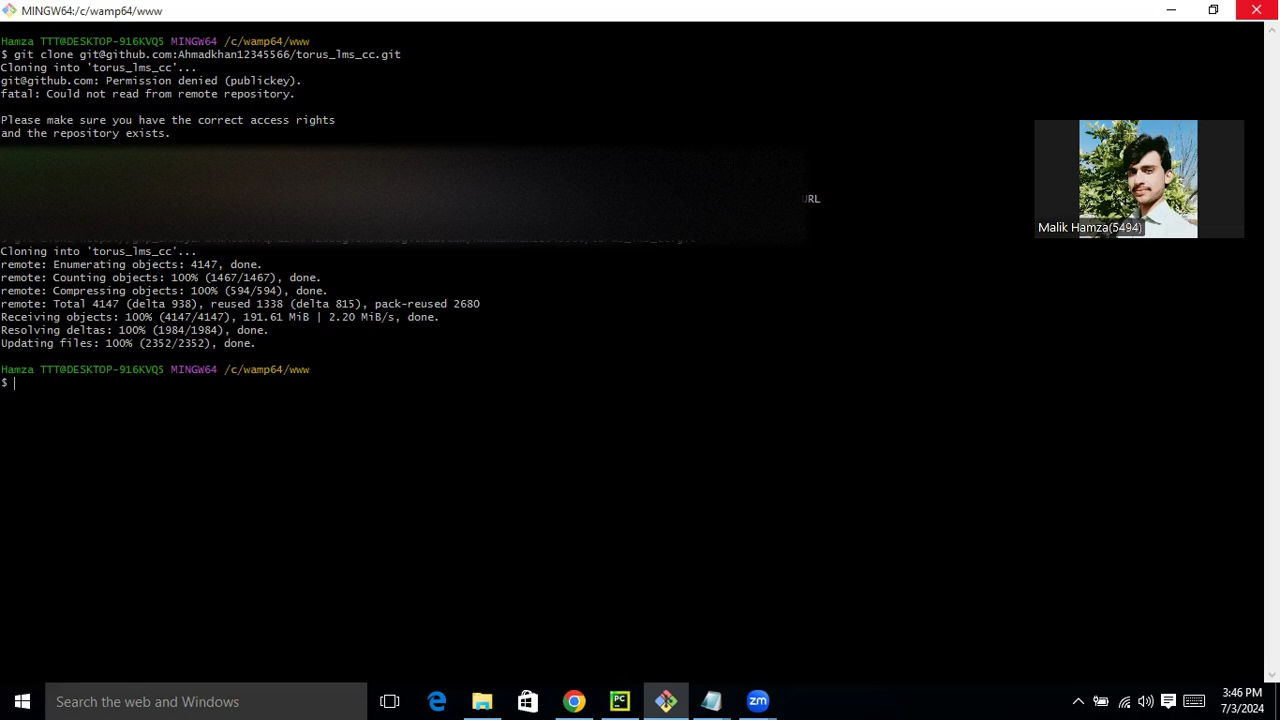 MINGW64:/c/wamp64/www
Hamza TTT@DESKTOP-916KVQ5 MINGW64 /c/wamp64/www
$ git clone git@github.com:Ahmadkhan12345566/torus_lms_cc.git
Cloning into 'torus_lms_cc'...
git@github.com: Permission denied (publickey).
fatal: Could not read from remote repository.
Please make sure you have the correct access rights
and the repository exists.
URL
Cloning into 'torus_lms_cc'...
remote: Enumerating objects: 4147, done.
remote: Counting objects: 100% (1467/1467), done.
remote: Compressing objects: 100% (594/594), done.
remote: Total 4147 (delta 938), reused 1338 (delta 815), pack-reused 2680
Receiving objects: 100% (4147/4147), 191.61 MiB | 2.20 MiB/s, done.
Resolving deltas: 100% (1984/1984), done.
Updating files: 100% (2352/2352), done.
Hamza TTT@DESKTOP-916KVQ5 MINGW64 /c/wamp64/www
$
Malik Hamza(5494)
Search the web and Windows
PC
zm
3:46 PM
7/3/2024